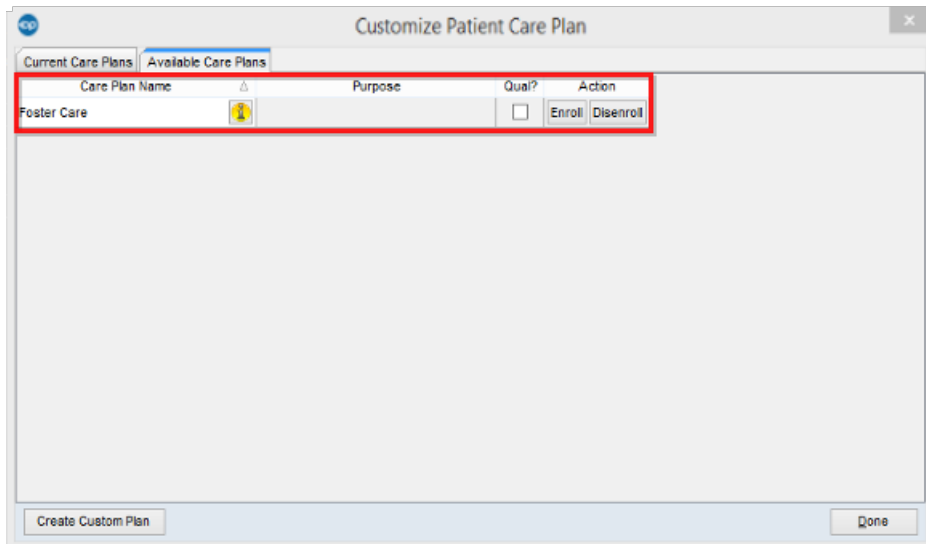 Customize Patient Care Plan
Current Care Plans Available Care Plans
Care Plan Name Purpose Qual? Action
Foster Care Enroll Disenroll
Create Custom Plan Done